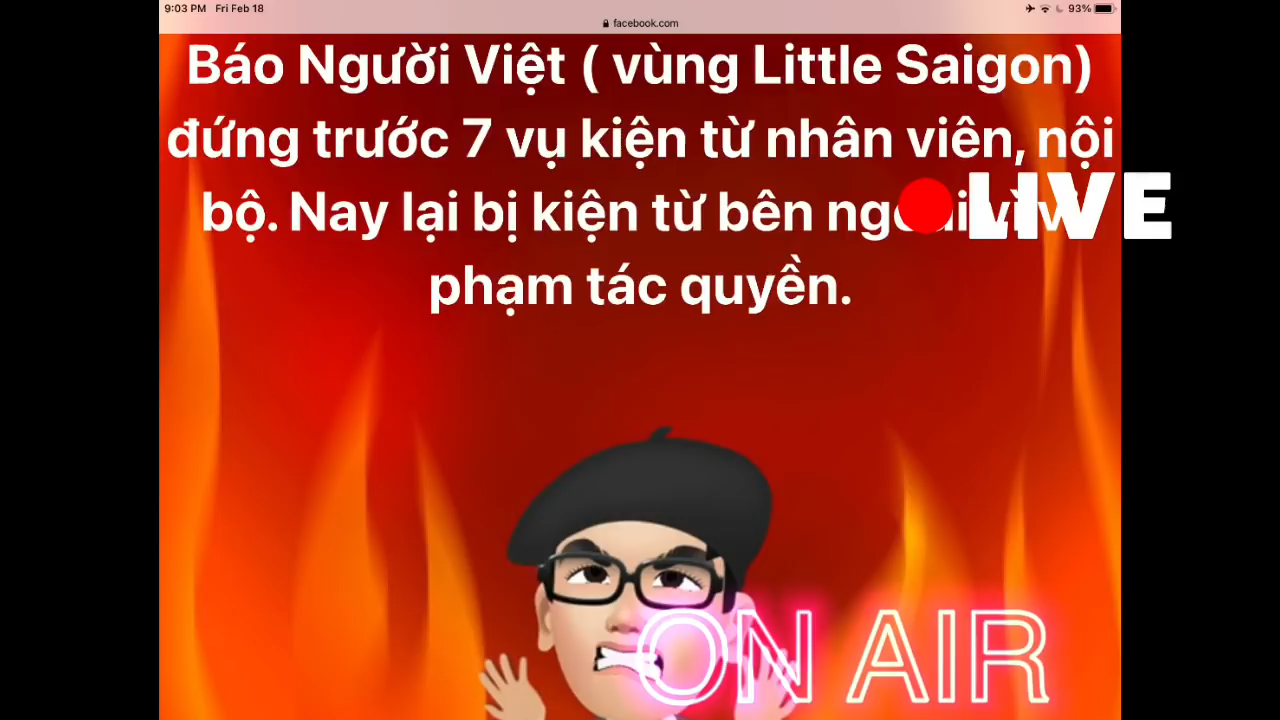 9:03 PM Fri Feb 18 93%
facebook.com
Báo Người Việt ( vùng Little Saigon)
đứng trước 7 vụ kiện từ nhân viên, nội
bộ. Nay lại bị kiện từ bên
LIVE
phạm tác quyền.
ON AIR